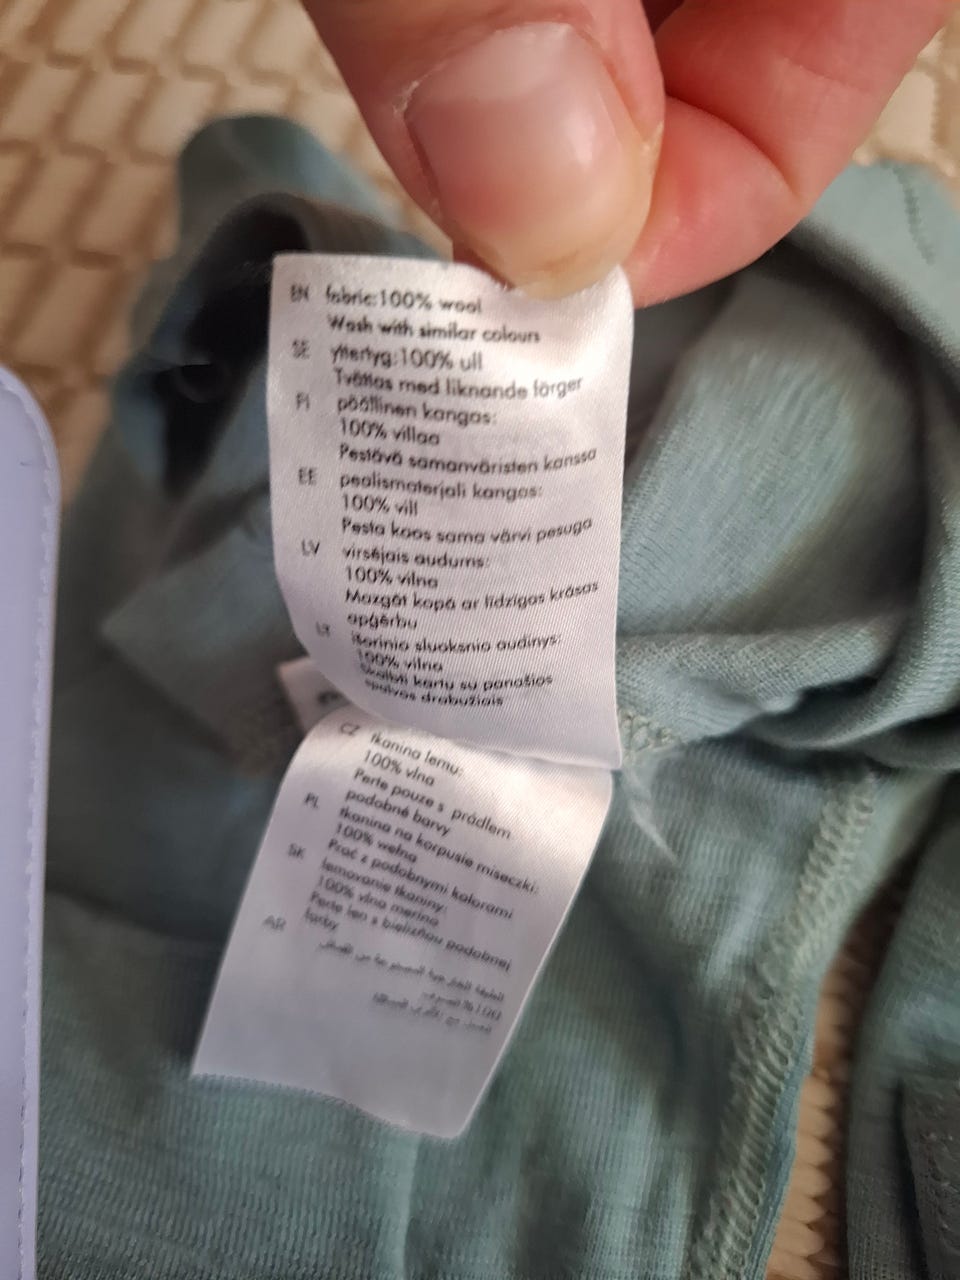 EN fabric:100% wool
Wash with similar colours
SE yttertyg:100% ull
Tvättas med liknande färger
FI päällinen kangas:
100% villaa
Pestävä samanväristen kanssa
EE pealismaterjali kangas:
100% vill
Pesta koos sama värvi pesuga
LV virsējais audums:
100% vilna
Mazgāt kopā ar līdzīgas krāsas
apģērbu
LT išorinio sluoksnio audinys:
100% vilna
Skalbti kartu su panašios
spalvos drabužiais
CZ tkanina lemu:
100% vlna
Perte pouze s prádlem
podobné barvy
PL tkanina na korpusie miseczki:
100% wełna
Prać z podobnymi kolorami
SK lemovanie tkaniny:
100% vlna merino
Perte len s bielizňou podobnej
farby
AR